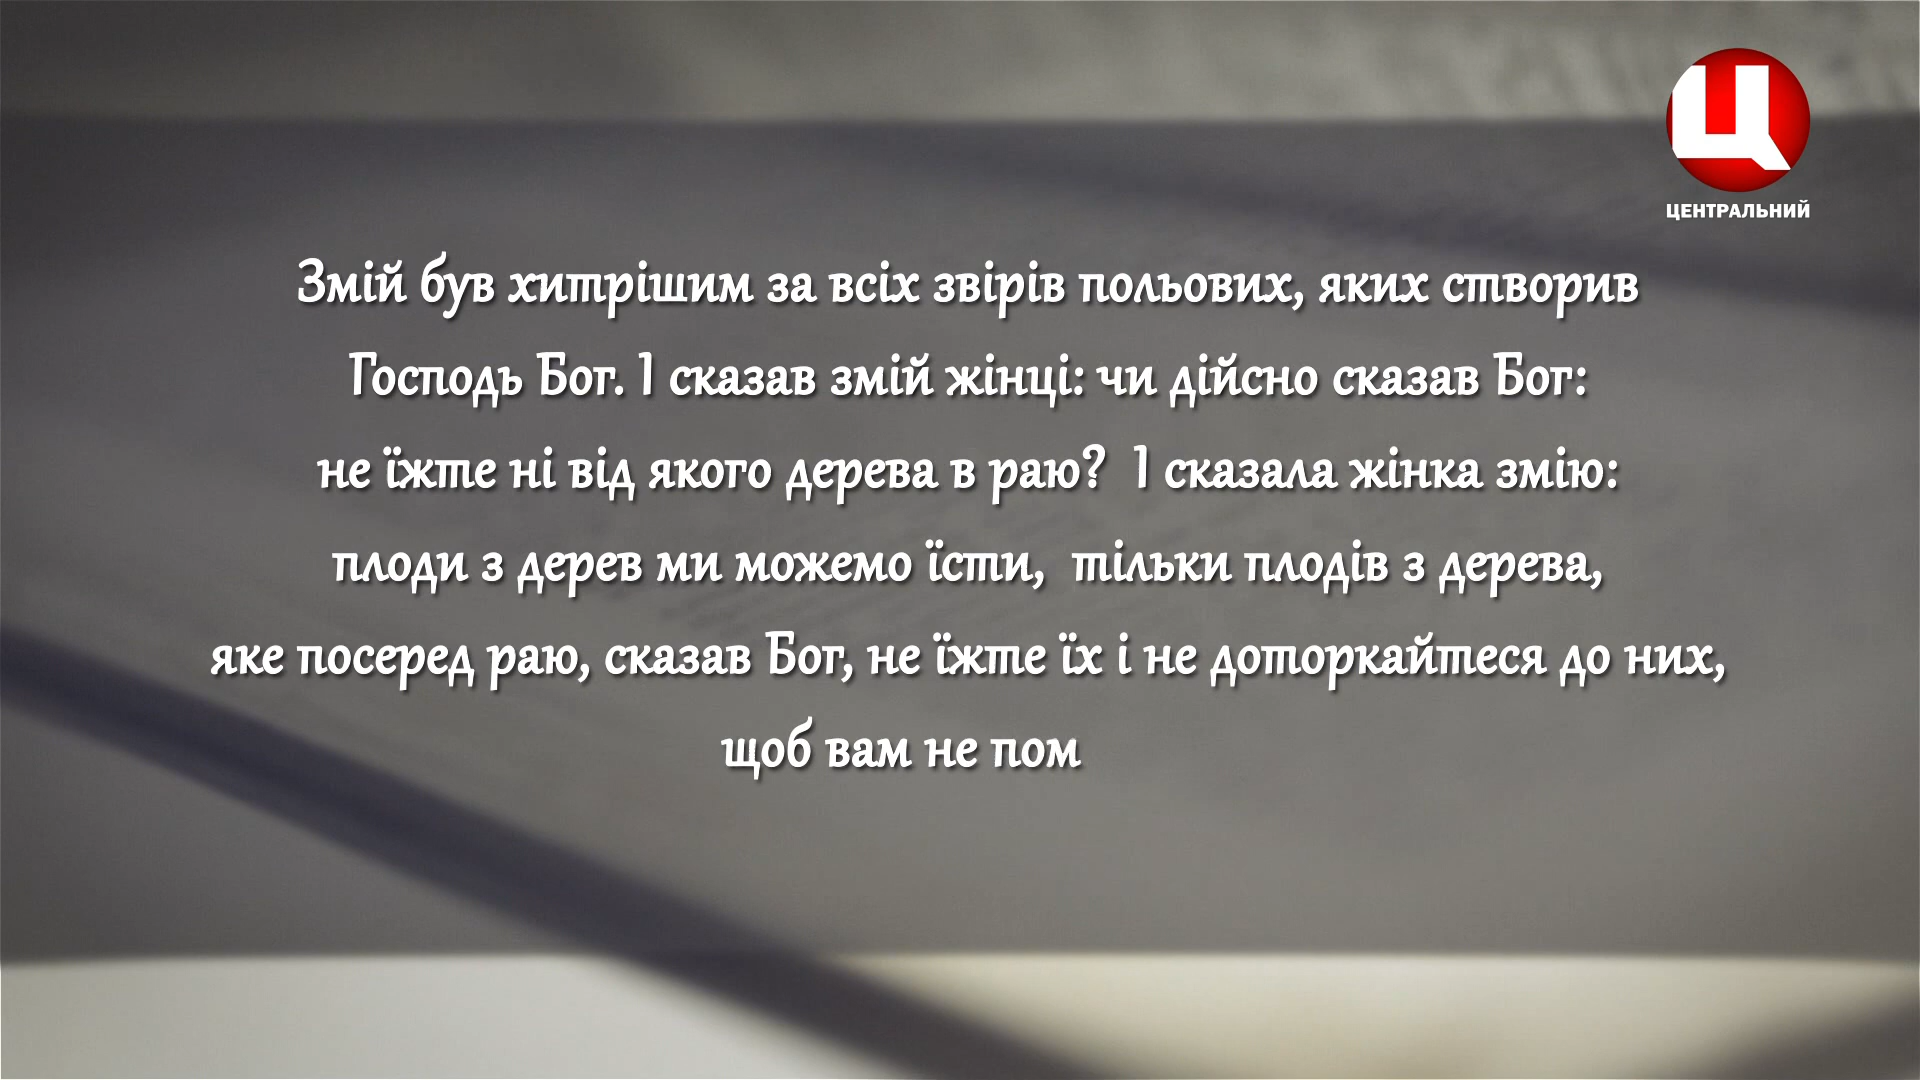 Ц
ЦЕНТРАЛЬНИЙ
Змій був хитрішим за всіх звірів польових, яких створив
Господь Бог. І сказав змій жінці: чи дійсно сказав Бог:
не їжте ні від якого дерева в раю? І сказала жінка змію:
плоди з дерев ми можемо їсти, тільки плодів з дерева,
яке посеред раю, сказав Бог, не їжте їх і не доторкайтеся до них,
щоб вам не пом